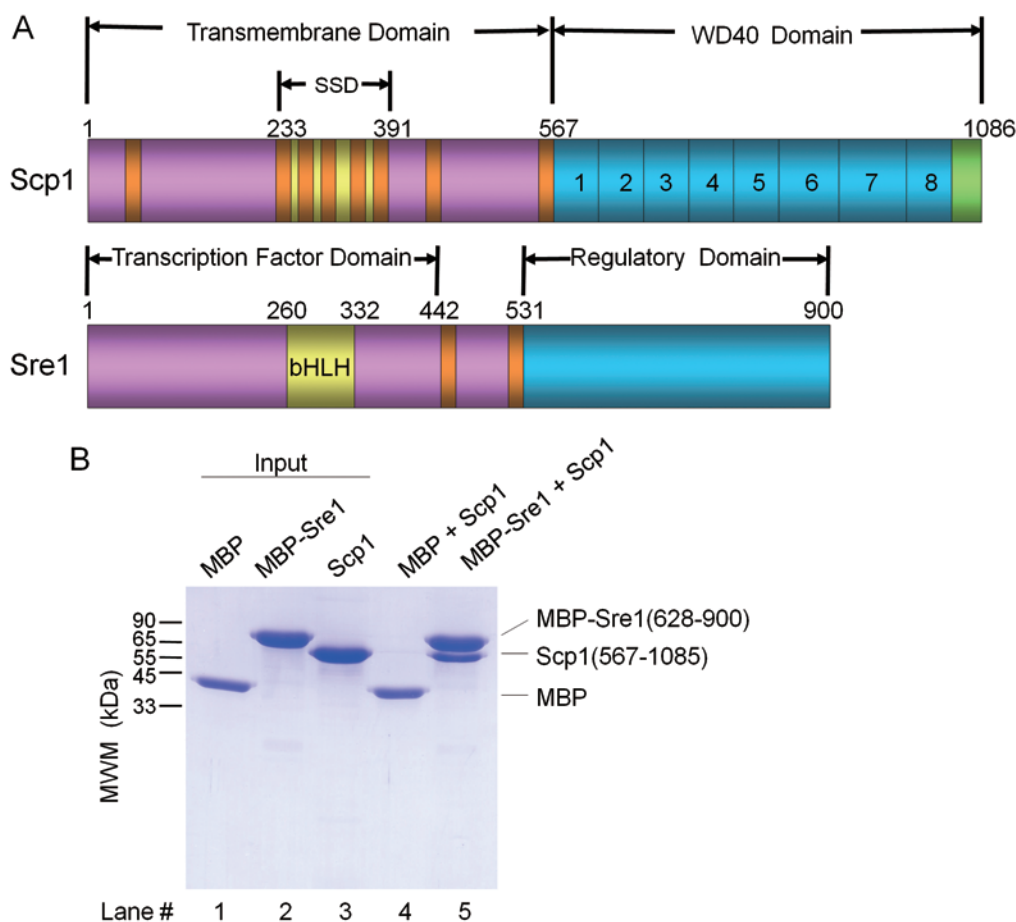 A
Transmembrane Domain
WD40 Domain
SSD
1 233 391 567 1086
Scp1
1 2 3 4 5 6 7 8
Transcription Factor Domain
Regulatory Domain
1 260 332 442 531 900
Sre1
bHLH
B
Input
MBP
MBP-Sre1
Scp1
MBP + Scp1
MBP-Sre1 + Scp1
MWM (kDa)
90
65
55
45
33
MBP-Sre1(628-900)
Scp1(567-1085)
MBP
Lane # 1 2 3 4 5